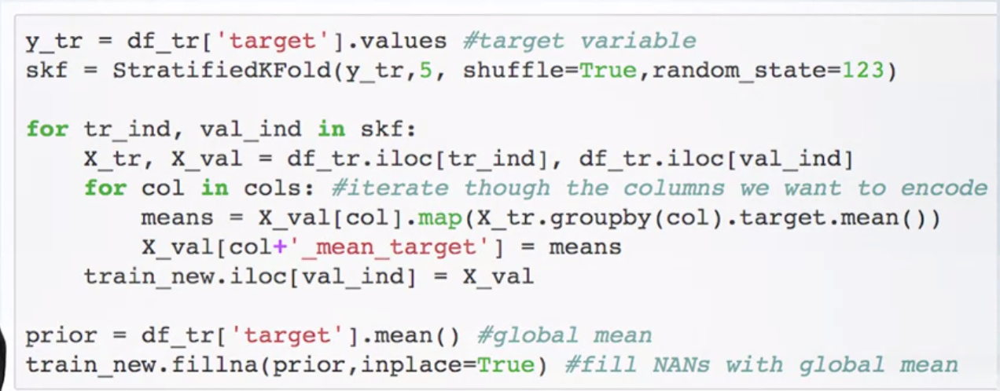 y_tr = df_tr['target'].values #target variable
skf = StratifiedKFold(y_tr,5, shuffle=True,random_state=123)
for tr_ind, val_ind in skf:
    X_tr, X_val = df_tr.iloc[tr_ind], df_tr.iloc[val_ind]
    for col in cols: #iterate though the columns we want to encode
        means = X_val[col].map(X_tr.groupby(col).target.mean())
        X_val[col+'_mean_target'] = means
    train_new.iloc[val_ind] = X_val
prior = df_tr['target'].mean() #global mean
train_new.fillna(prior,inplace=True) #fill NANs with global mean